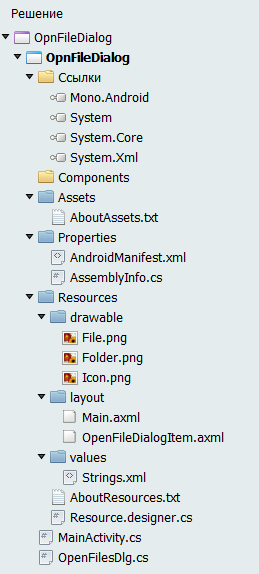 Решение
OpnFileDialog
OpnFileDialog
Ссылки
Mono.Android
System
System.Core
System.Xml
Components
Assets
AboutAssets.txt
Properties
AndroidManifest.xml
AssemblyInfo.cs
Resources
drawable
File.png
Folder.png
Icon.png
layout
Main.axml
OpenFileDialogItem.axml
values
Strings.xml
AboutResources.txt
Resource.designer.cs
MainActivity.cs
OpenFilesDlg.cs